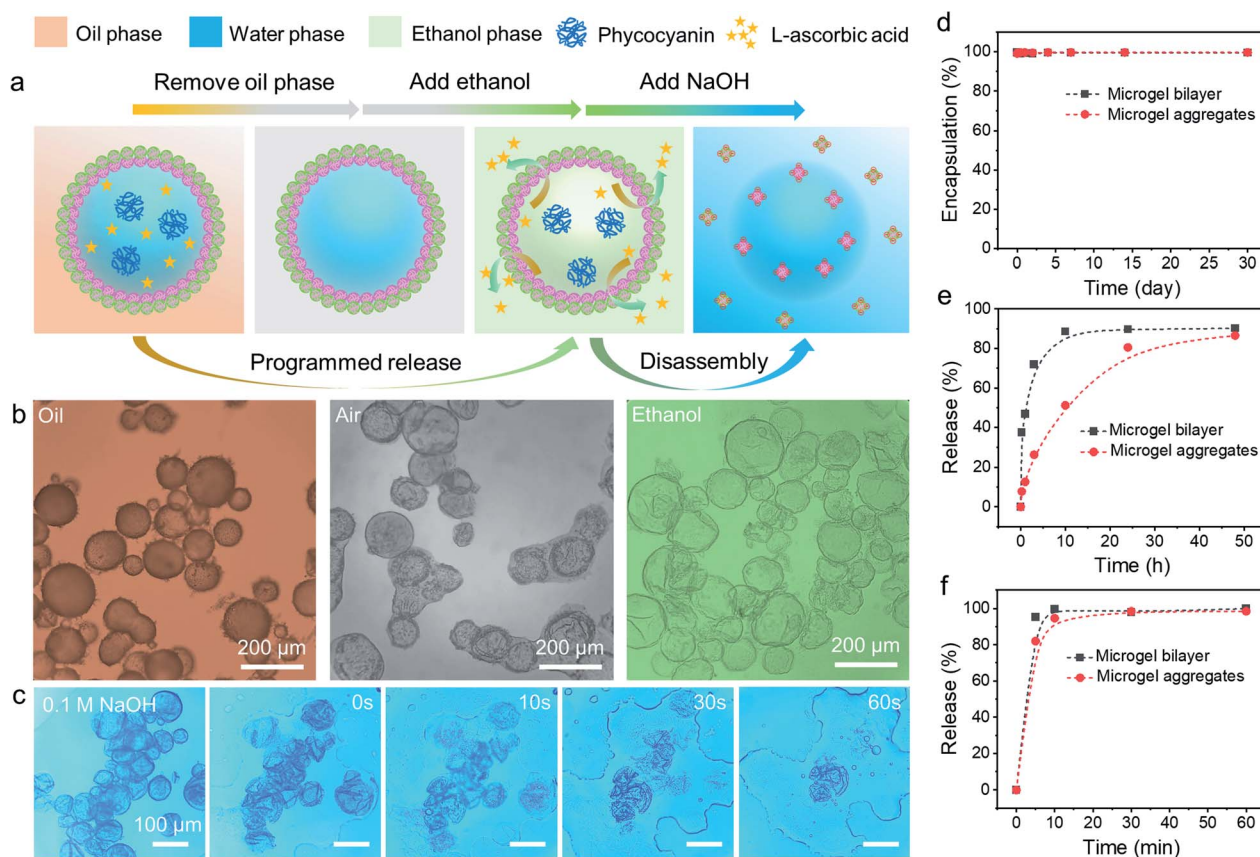 Oil phase
Water phase
Ethanol phase
Phycocyanin
L-ascorbic acid
a
Remove oil phase
Add ethanol
Add NaOH
Programmed release
Disassembly
b
Oil
Air
Ethanol
200 μm
200 μm
200 μm
c
0.1 M NaOH
0s
10s
30s
60s
100 μm
d
Encapsulation (%)
100
80
60
40
20
0
Microgel bilayer
Microgel aggregates
0
5
10
15
20
25
30
Time (day)
e
Release (%)
100
80
60
40
20
0
Microgel bilayer
Microgel aggregates
0
10
20
30
40
50
Time (h)
f
Release (%)
100
80
60
40
20
0
Microgel bilayer
Microgel aggregates
0
10
20
30
40
50
60
Time (min)